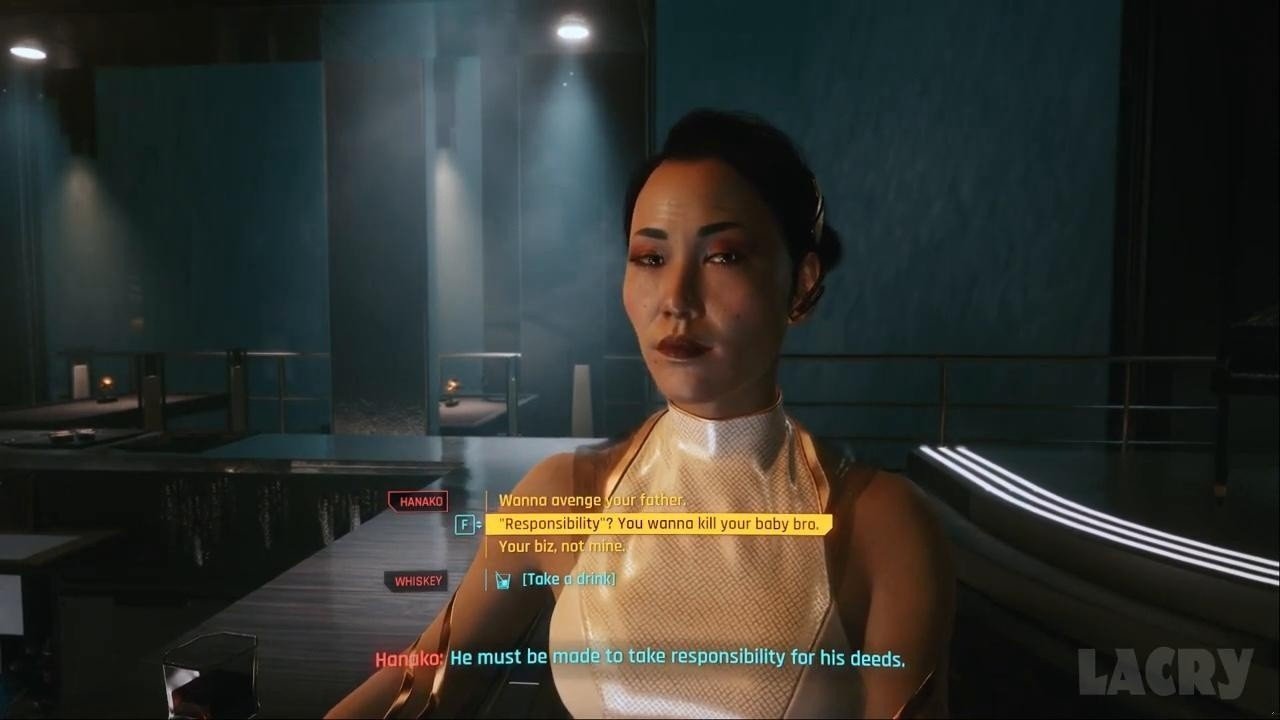 HANAKO
Wanna avenge your father.
F
"Responsibility"? You wanna kill your baby bro.
Your biz, not mine.
WHISKEY
[Take a drink]
Hanako: He must be made to take responsibility for his deeds.
LACRY